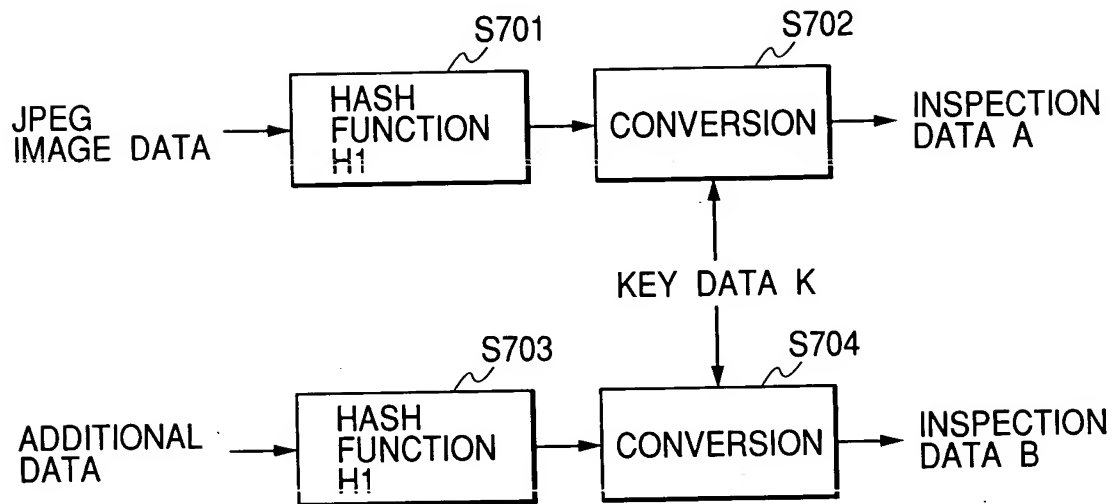 S701
S702
JPEG
IMAGE DATA
HASH
FUNCTION
H1
CONVERSION
INSPECTION
DATA A
KEY DATA K
S703
S704
ADDITIONAL
DATA
HASH
FUNCTION
H1
CONVERSION
INSPECTION
DATA B